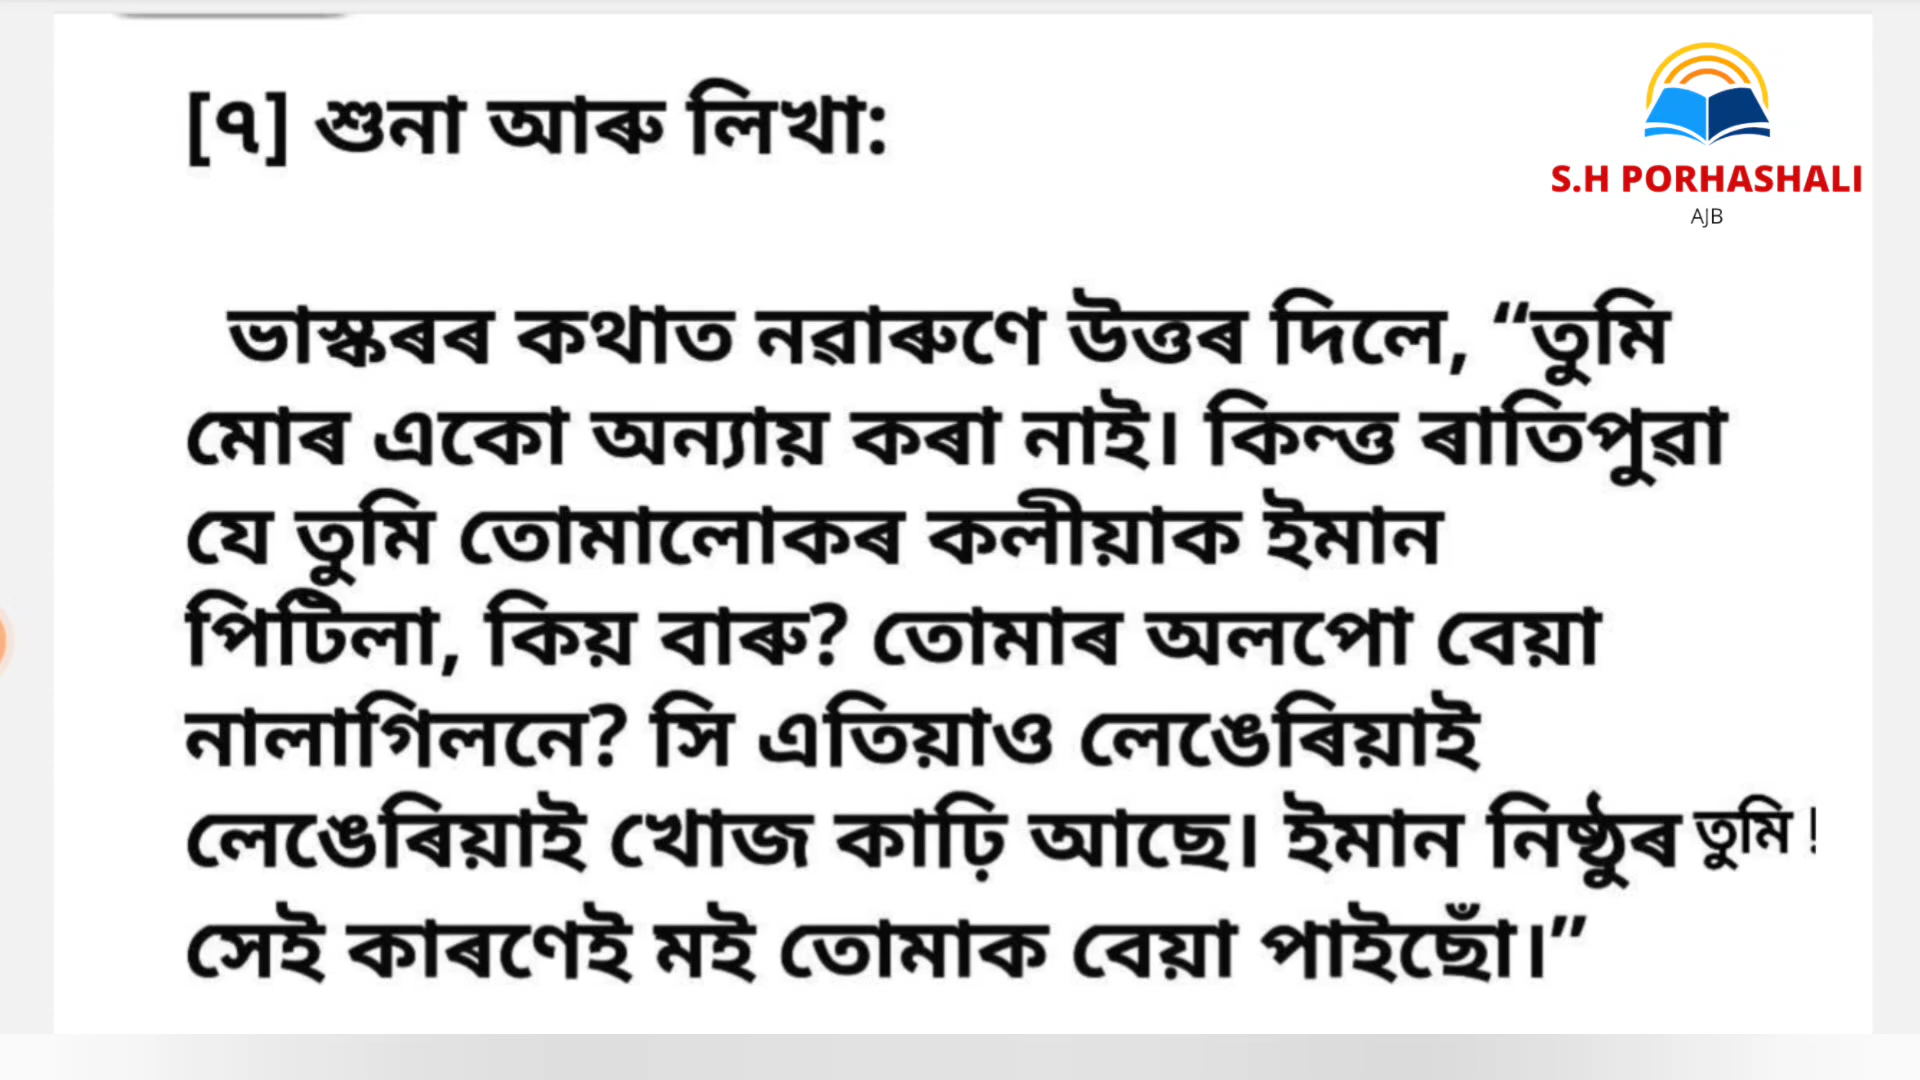 [৭] শুনা আৰু লিখা:
S.H PORHASHALI
AJB
ভাস্কৰৰ কথাত নৱাৰুণে উত্তৰ দিলে, “তুমি
মোৰ একো অন্যায় কৰা নাই। কিন্তু ৰাতিপুৱা
যে তুমি তোমালোকৰ কলীয়াক ইমান
পিটিলা, কিয় বাৰু? তোমাৰ অলপো বেয়া
নালাগিলনে? সি এতিয়াও লেঙেৰিয়াই
লেঙেৰিয়াই খোজ কাঢ়ি আছে। ইমান নিষ্ঠুৰ তুমি !
সেই কাৰণেই মই তোমাক বেয়া পাইছোঁ।”